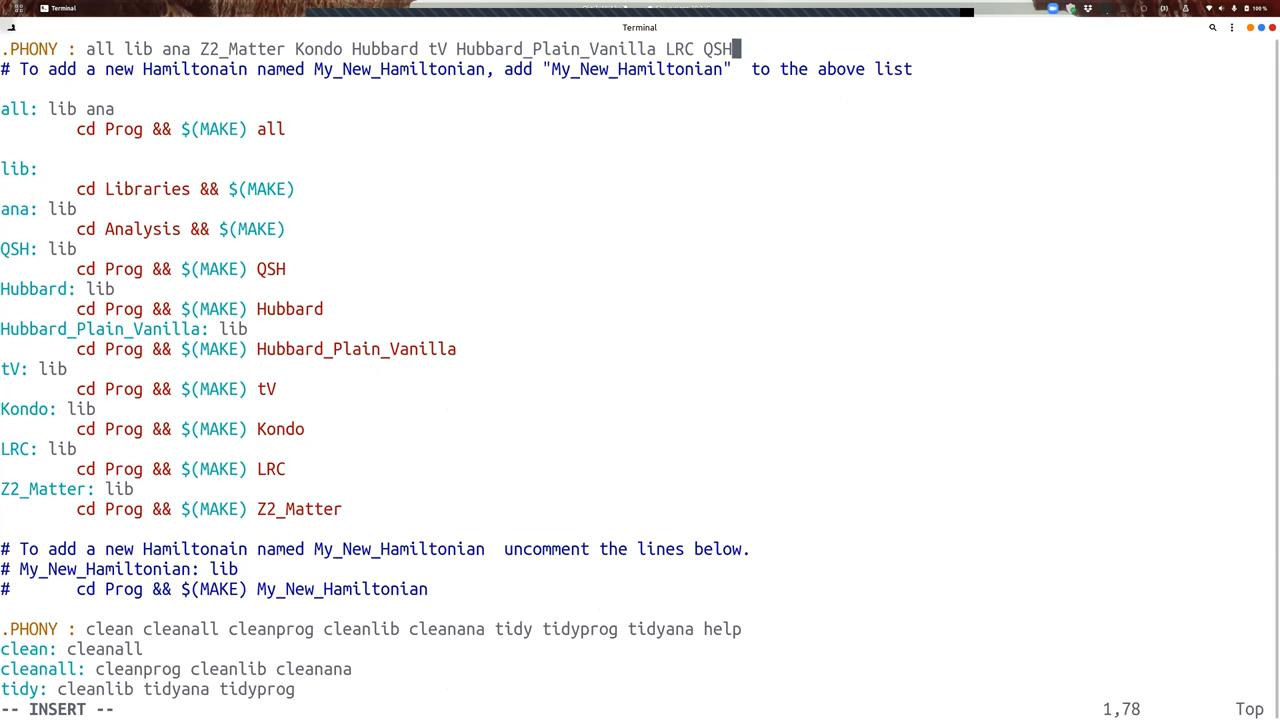 Terminal
Terminal
100 %
.PHONY : all lib ana Z2_Matter Kondo Hubbard tV Hubbard_Plain_Vanilla LRC QSH
# To add a new Hamiltonain named My_New_Hamiltonian, add "My_New_Hamiltonian"  to the above list
all: lib ana
cd Prog && $(MAKE) all
lib:
cd Libraries && $(MAKE)
ana: lib
cd Analysis && $(MAKE)
QSH: lib
cd Prog && $(MAKE) QSH
Hubbard: lib
cd Prog && $(MAKE) Hubbard
Hubbard_Plain_Vanilla: lib
cd Prog && $(MAKE) Hubbard_Plain_Vanilla
tV: lib
cd Prog && $(MAKE) tV
Kondo: lib
cd Prog && $(MAKE) Kondo
LRC: lib
cd Prog && $(MAKE) LRC
Z2_Matter: lib
cd Prog && $(MAKE) Z2_Matter
# To add a new Hamiltonain named My_New_Hamiltonian  uncomment the lines below.
# My_New_Hamiltonian: lib
#       cd Prog && $(MAKE) My_New_Hamiltonian
.PHONY : clean cleanall cleanprog cleanlib cleanana tidy tidyprog tidyana help
clean: cleanall
cleanall: cleanprog cleanlib cleanana
tidy: cleanlib tidyana tidyprog
-- INSERT -- 1,78 Top